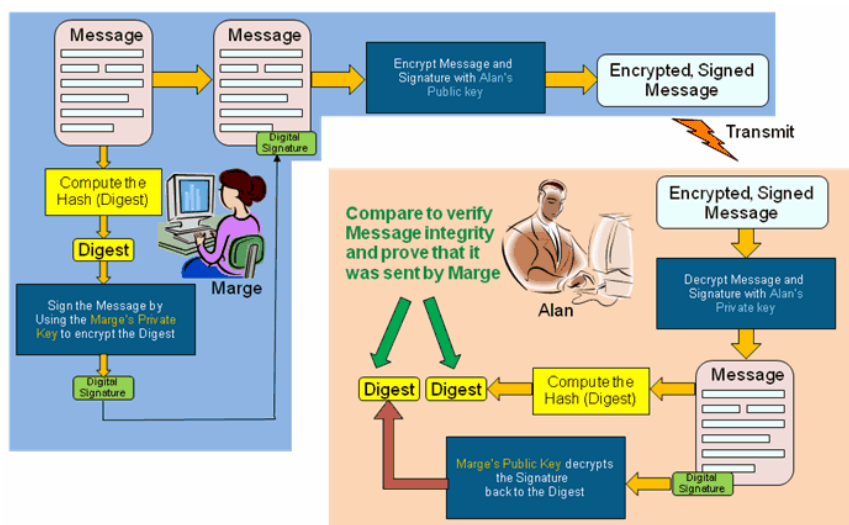 Message
Message
Encrypt Message and
Signature with Alan's
Public key
Encrypted, Signed
Message
Digital
Signature
Transmit
Compute the
Hash (Digest)
Digest
Marge
Sign the Message by
Using the Marge's Private
Key to encrypt the Digest
Digital
Signature
Compare to verify
Message integrity
and prove that it
was sent by Marge
Alan
Encrypted, Signed
Message
Decrypt Message and
Signature with Alan's
Private key
Message
Digest
Digest
Compute the
Hash (Digest)
Marge's Public Key decrypts
the Signature
back to the Digest
Digital
Signature